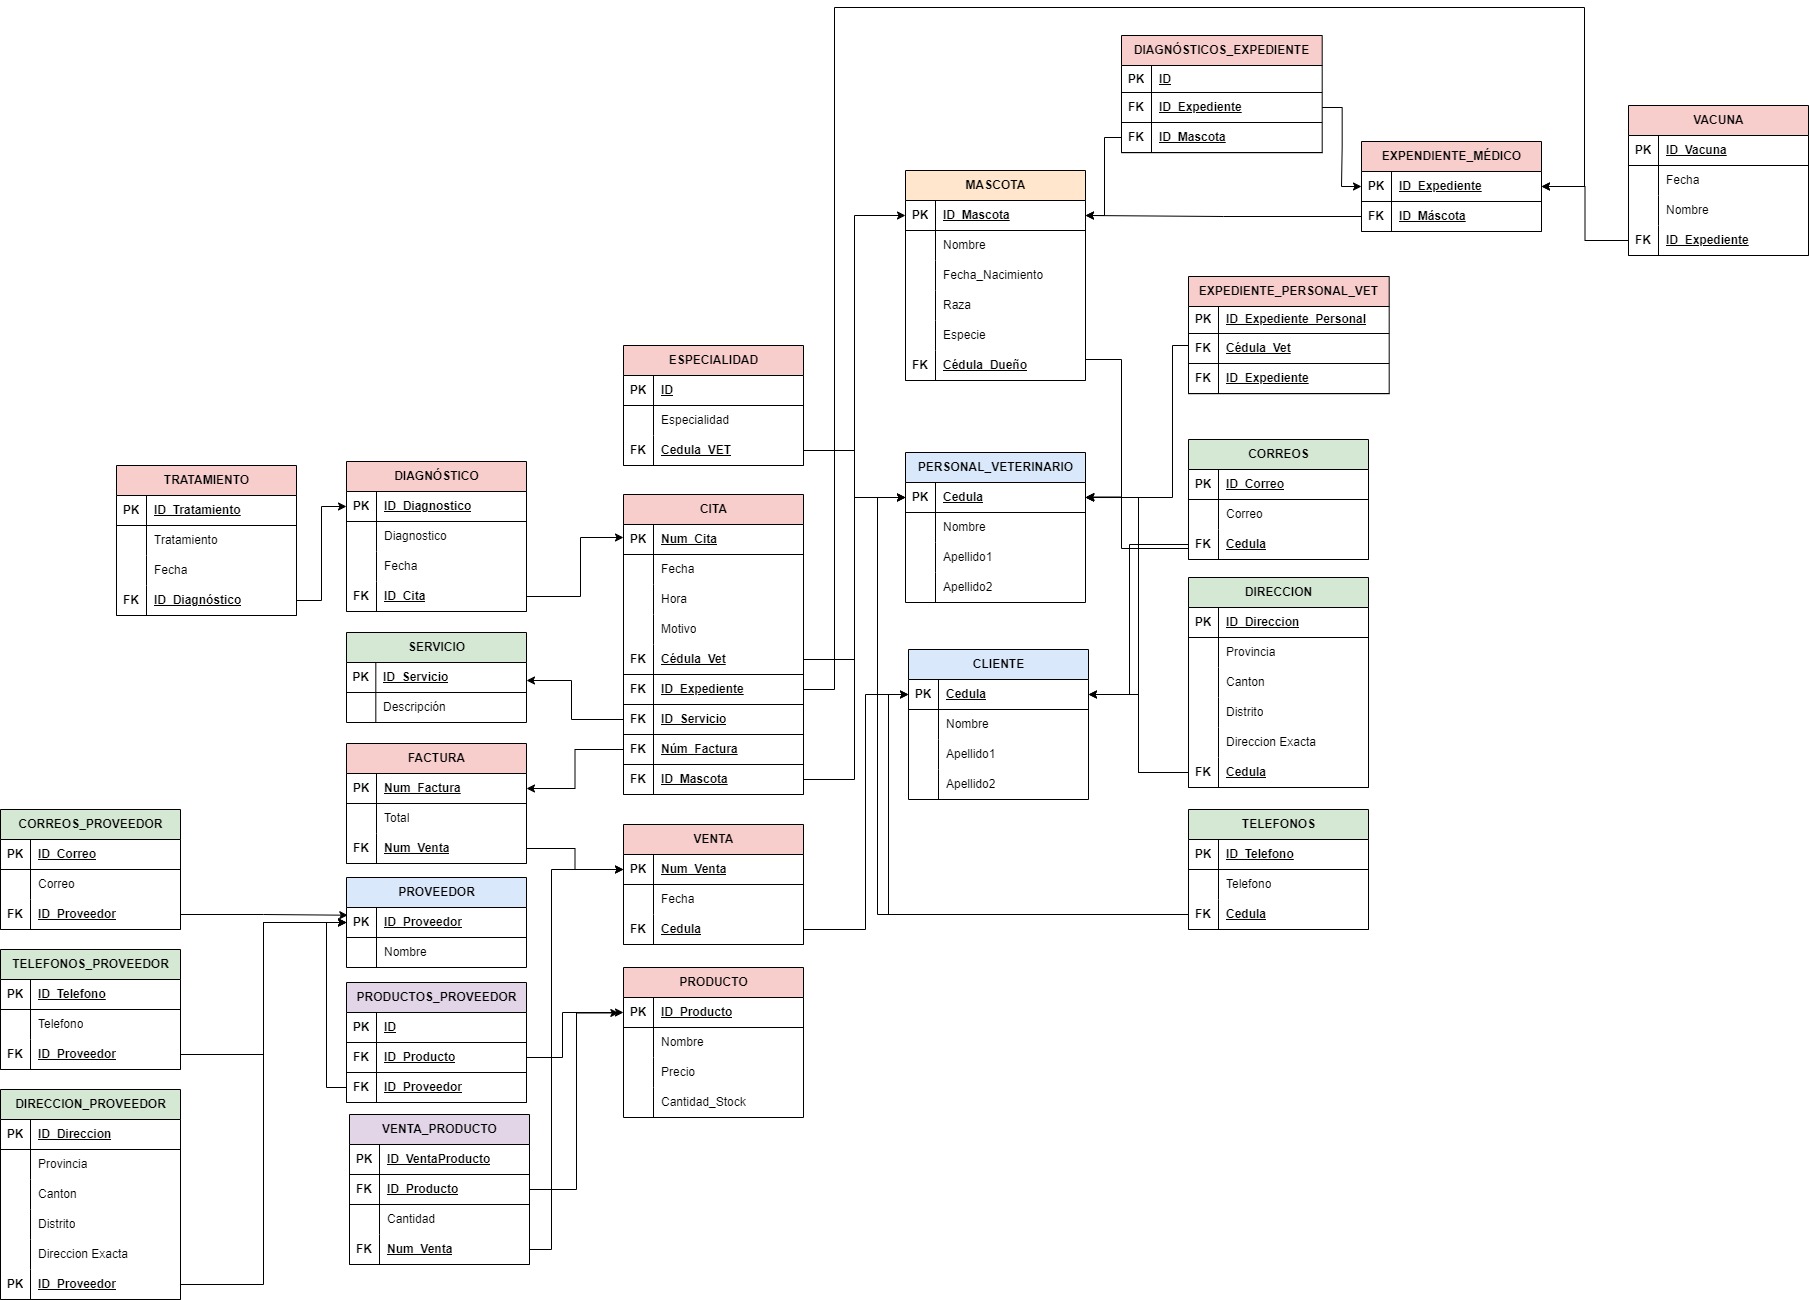 DIAGNÓSTICOS_EXPEDIENTE
PK ID
FK ID_Expediente
FK ID_Mascota
VACUNA
PK ID_Vacuna
Fecha
Nombre
FK ID_Expediente
EXPENDIENTE_MÉDICO
PK ID_Expediente
FK ID_Máscota
MASCOTA
PK ID_Mascota
Nombre
Fecha_Nacimiento
Raza
Especie
FK Cédula_Dueño
EXPEDIENTE_PERSONAL_VET
PK ID_Expediente_Personal
FK Cédula_Vet
FK ID_Expediente
ESPECIALIDAD
PK ID
Especialidad
FK Cedula_VET
CORREOS
PK ID_Correo
Correo
FK Cedula
PERSONAL_VETERINARIO
PK Cedula
Nombre
Apellido1
Apellido2
TRATAMIENTO
PK ID_Tratamiento
Tratamiento
Fecha
FK ID_Diagnóstico
DIAGNÓSTICO
PK ID_Diagnostico
Diagnostico
Fecha
FK ID_Cita
CITA
PK Num_Cita
Fecha
Hora
Motivo
FK Cédula_Vet
FK ID_Expediente
FK ID_Servicio
FK Núm_Factura
FK ID_Mascota
DIRECCION
PK ID_Direccion
Provincia
Canton
Distrito
Direccion Exacta
FK Cedula
SERVICIO
PK ID_Servicio
Descripción
CLIENTE
PK Cedula
Nombre
Apellido1
Apellido2
FACTURA
PK Num_Factura
Total
FK Num_Venta
CORREOS_PROVEEDOR
PK ID_Correo
Correo
FK ID_Proveedor
VENTA
PK Num_Venta
Fecha
FK Cedula
TELEFONOS
PK ID_Telefono
Telefono
FK Cedula
PROVEEDOR
PK ID_Proveedor
Nombre
TELEFONOS_PROVEEDOR
PK ID_Telefono
Telefono
FK ID_Proveedor
PRODUCTOS_PROVEEDOR
PK ID
FK ID_Producto
FK ID_Proveedor
PRODUCTO
PK ID_Producto
Nombre
Precio
Cantidad_Stock
DIRECCION_PROVEEDOR
PK ID_Direccion
Provincia
Canton
Distrito
Direccion Exacta
PK ID_Proveedor
VENTA_PRODUCTO
PK ID_VentaProducto
FK ID_Producto
Cantidad
FK Num_Venta